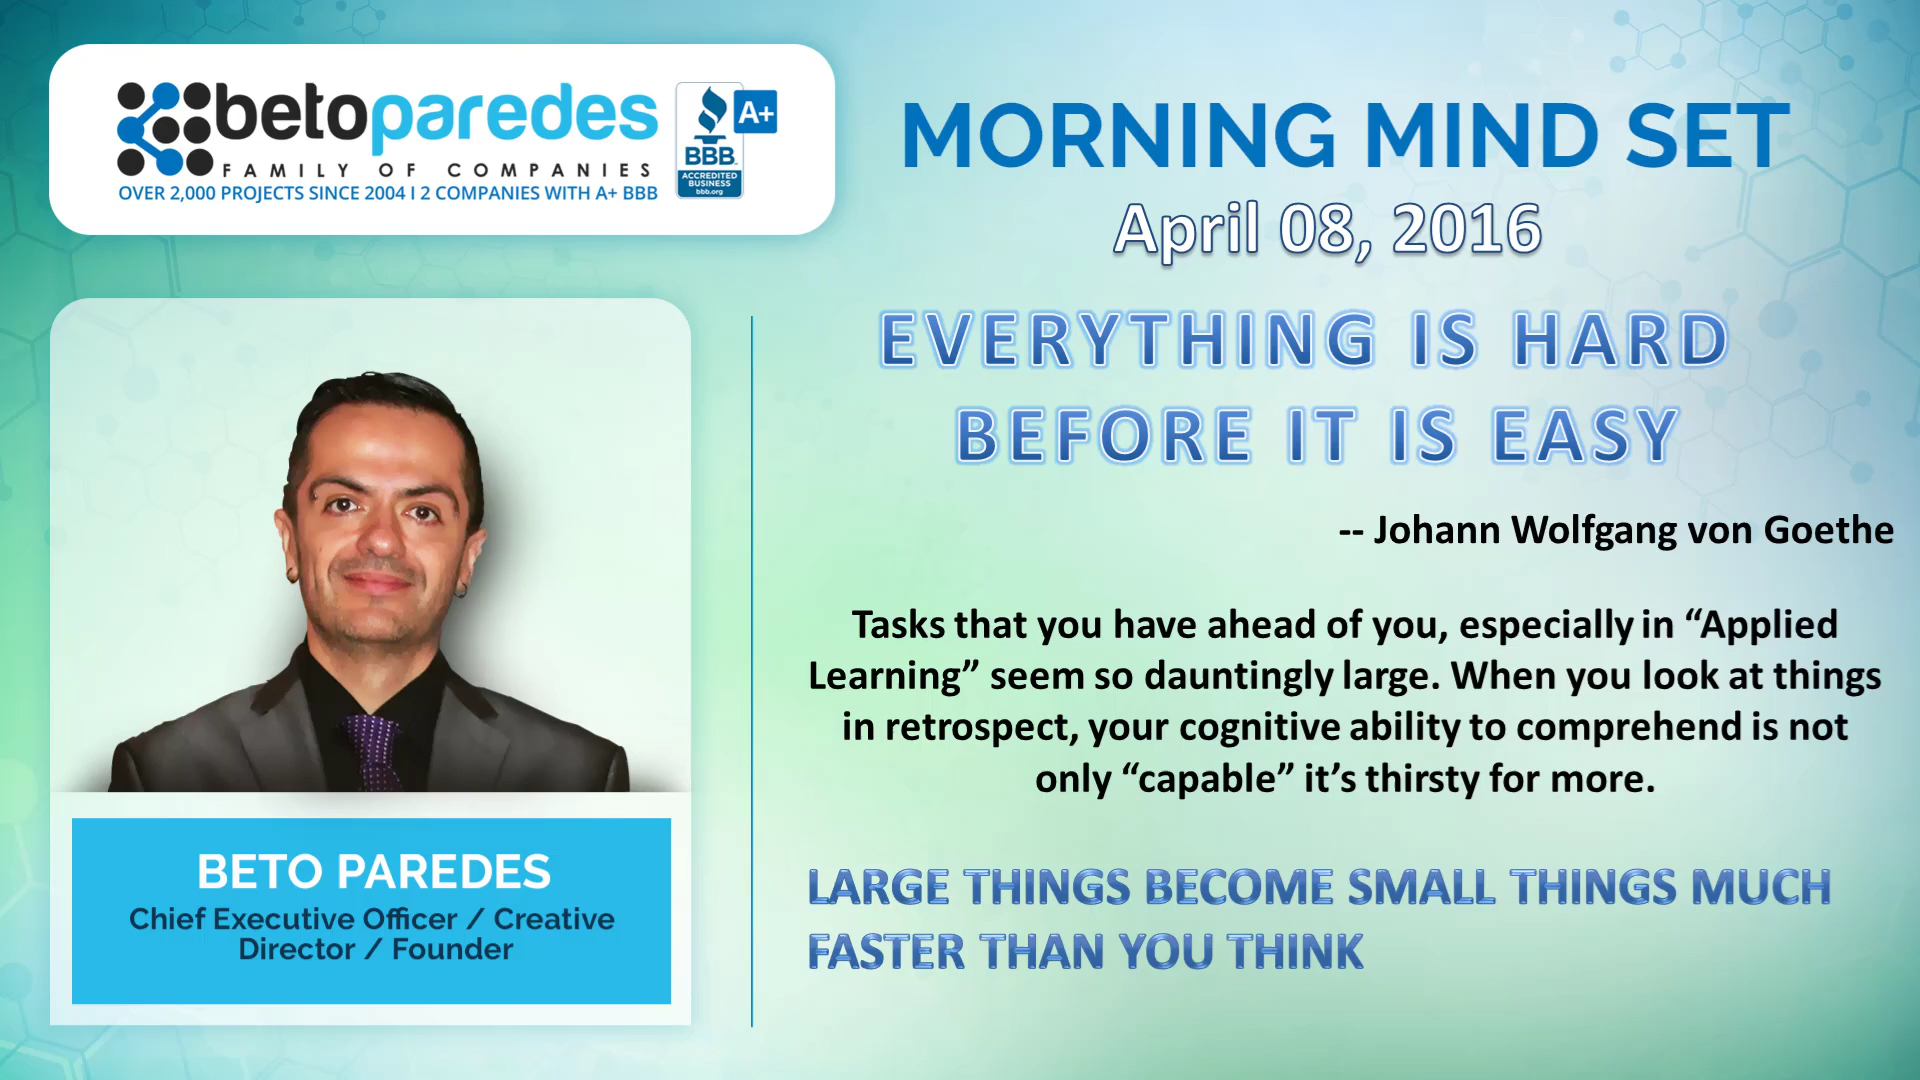 betoparedes
FAMILY OF COMPANIES
OVER 2,000 PROJECTS SINCE 2004 I 2 COMPANIES WITH A+ BBB
A+
BBB
ACCREDITED
BUSINESS
bbb.org
MORNING MIND SET
April 08, 2016
EVERYTHING IS HARD
BEFORE IT IS EASY
-- Johann Wolfgang von Goethe
Tasks that you have ahead of you, especially in “Applied
Learning” seem so dauntingly large. When you look at things
in retrospect, your cognitive ability to comprehend is not
only “capable” it’s thirsty for more.
LARGE THINGS BECOME SMALL THINGS MUCH
FASTER THAN YOU THINK
BETO PAREDES
Chief Executive Officer / Creative
Director / Founder